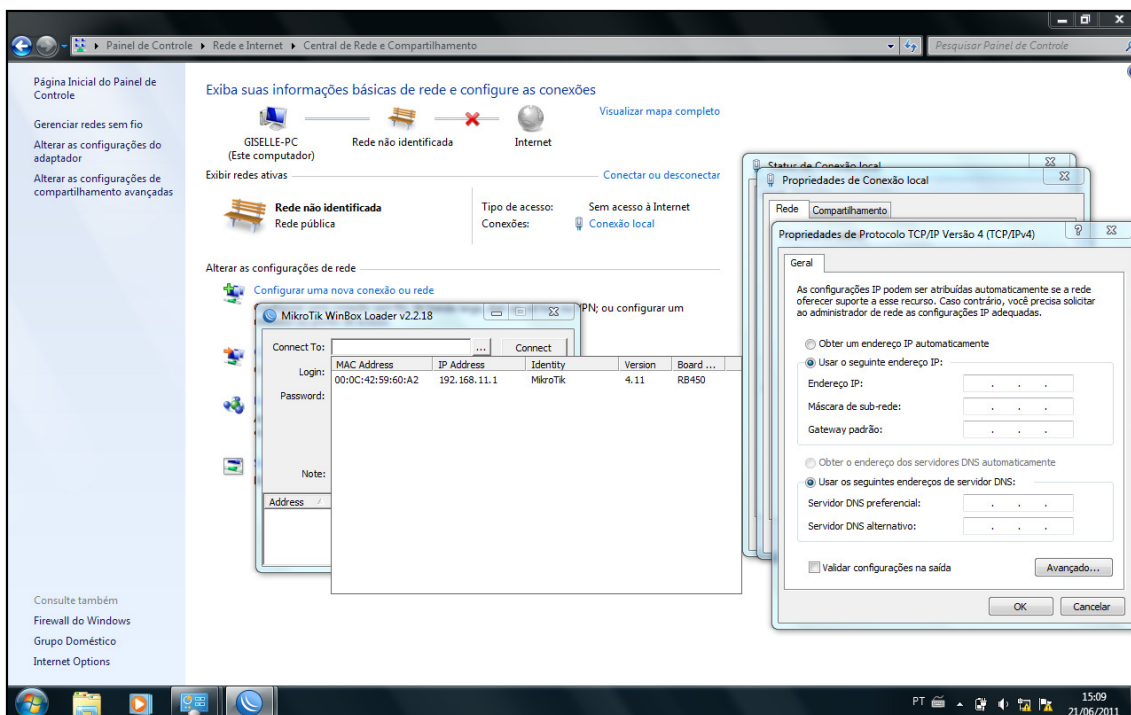 Painel de Controle ▸ Rede e Internet ▸ Central de Rede e Compartilhamento
Pesquisar Painel de Controle
Página Inicial do Painel de
Controle
Gerenciar redes sem fio
Alterar as configurações do
adaptador
Alterar as configurações de
compartilhamento avançadas
Consulte também
Firewall do Windows
Grupo Doméstico
Internet Options
Exiba suas informações básicas de rede e configure as conexões
Visualizar mapa completo
GISELLE-PC
(Este computador)
Rede não identificada
Internet
Exibir redes ativas
Conectar ou desconectar
Rede não identificada
Rede pública
Tipo de acesso: Sem acesso à Internet
Conexões: Conexão local
Alterar as configurações de rede
Configurar uma nova conexão ou rede
PN; ou configurar um
MikroTik WinBox Loader v2.2.18
Connect To: ... Connect
Login:
Password:
Note:
Address
MAC Address IP Address Identity Version Board ...
00:0C:42:59:60:A2 192.168.11.1 MikroTik 4.11 RB450
Status de Conexão local
Propriedades de Conexão local
Rede Compartilhamento
Propriedades de Protocolo TCP/IP Versão 4 (TCP/IPv4)
Geral
As configurações IP podem ser atribuídas automaticamente se a rede
oferecer suporte a esse recurso. Caso contrário, você precisa solicitar
ao administrador de rede as configurações IP adequadas.
Obter um endereço IP automaticamente
Usar o seguinte endereço IP:
Endereço IP: . . .
Máscara de sub-rede: . . .
Gateway padrão: . . .
Obter o endereço dos servidores DNS automaticamente
Usar os seguintes endereços de servidor DNS:
Servidor DNS preferencial: . . .
Servidor DNS alternativo: . . .
Validar configurações na saída
Avançado...
OK Cancelar
PT
15:09
21/06/2011